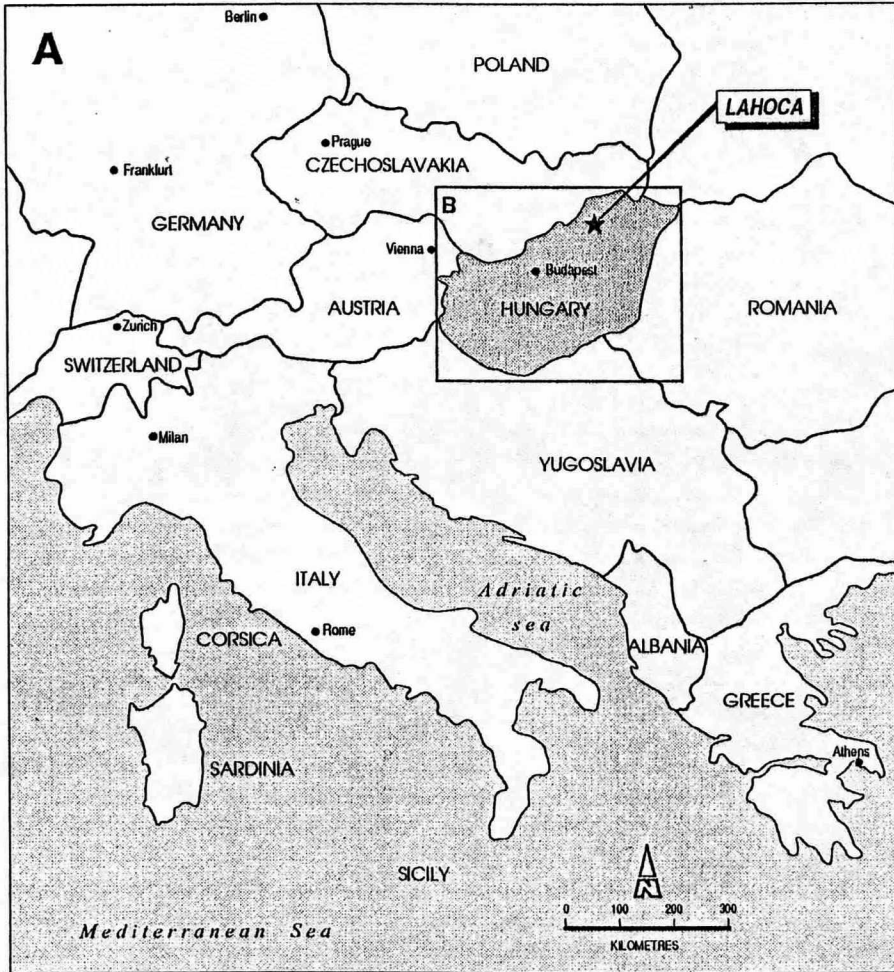 A
Berlin
POLAND
LAHOCA
Prague
CZECHOSLAVAKIA
Frankfurt
B
GERMANY
Vienna
Budapest
AUSTRIA
HUNGARY
ROMANIA
Zurich
SWITZERLAND
Milan
YUGOSLAVIA
ITALY
Adriatic
sea
Rome
CORSICA
ALBANIA
GREECE
Athens
SARDINIA
SICILY
N
Mediterranean Sea
0 100 200 300
KILOMETRES